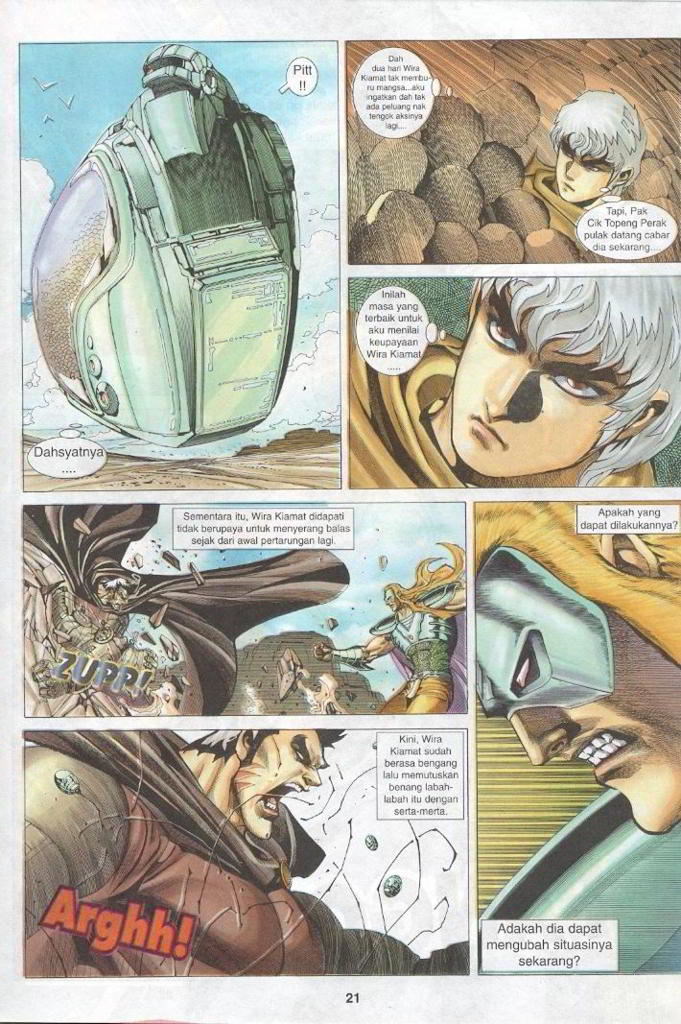 Pitt
!!
Dahsyatnya
....
Dah
dua hari Wira
Kiamat tak membu-
ru mangsa...aku
ingatkan dah tak
ada peluang nak
tengok aksinya
lagi....
Tapi, Pak
Cik Topeng Perak
pulak datang cabar
dia sekarang....
Inilah
masa yang
terbaik untuk
aku menilai
keupayaan
Wira Kiamat
.....
Sementara itu, Wira Kiamat didapati
tidak berupaya untuk menyerang balas
sejak dari awal pertarungan lagi.
ZUPP!
Apakah yang
dapat dilakukannya?
Kini, Wira
Kiamat sudah
berasa bengang
lalu memutuskan
benang labah-
labah itu dengan
serta-merta.
Arghh!
Adakah dia dapat
mengubah situasinya
sekarang?
21